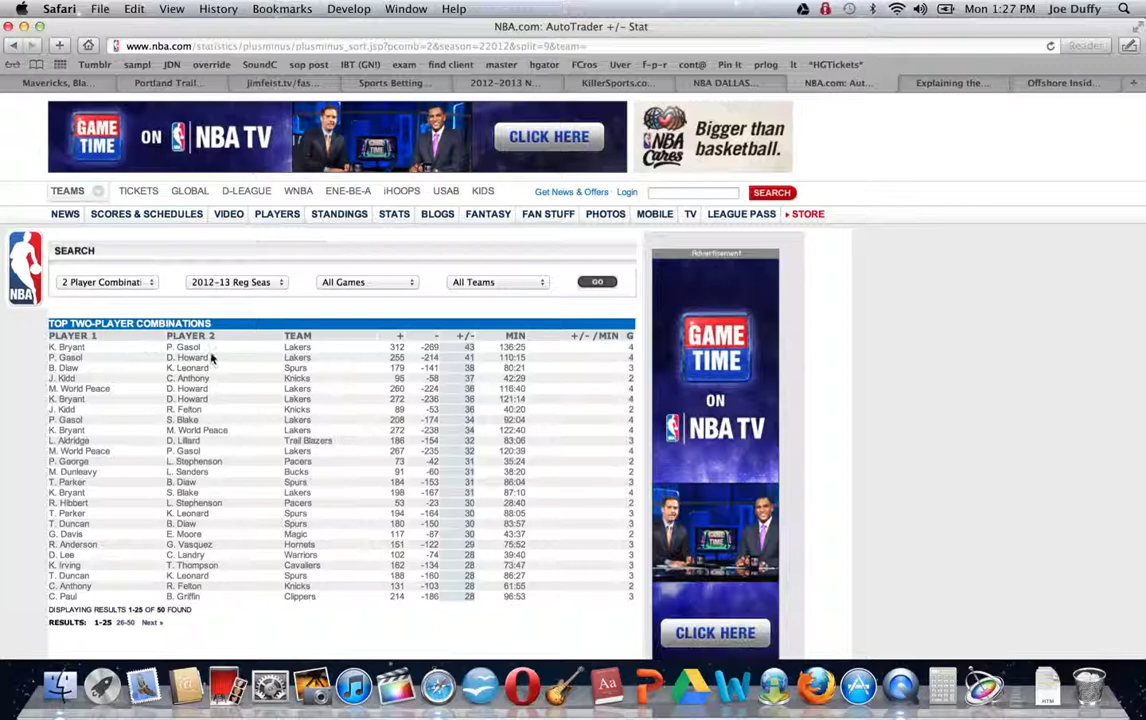 Safari File Edit View History Bookmarks Develop Window Help Mon 1:27 PM Joe Duffy
NBA.com: AutoTrader +/- Stat
www.nba.com/statistics/plusminus/plusminus_sort.jsp?pcomb=2&season=22012&split=9&team= Reader
Tumblr sampl JDN override SoundC sop post IBT (GN!) exam find client master hgator FCros Uver f-p-r cont@ Pin It prlog lt *HGTickets*
Mavericks, Bla... Portland Trail... jimfeist.com/fas... Sports Betting... 2012-2013 N... KillerSports.co... NBA DALLAS... NBA.com: Aut... Explaining the... Offshore Insid...
GAME TIME ON NBA TV CLICK HERE
NBA Cares Bigger than basketball.
TEAMS TICKETS GLOBAL D-LEAGUE WNBA ENE-BE-A iHOOPS USAB KIDS Get News & Offers Login SEARCH
NEWS SCORES & SCHEDULES VIDEO PLAYERS STANDINGS STATS BLOGS FANTASY FAN STUFF PHOTOS MOBILE TV LEAGUE PASS STORE
NBA
SEARCH
2 Player Combinati 2012-13 Reg Seas All Games All Teams GO
TOP TWO-PLAYER COMBINATIONS
PLAYER 1 PLAYER 2 TEAM + - +/- MIN +/- /MIN G
K. Bryant P. Gasol Lakers 312 -269 43 136:25 4
P. Gasol D. Howard Lakers 255 -214 41 110:15 4
B. Diaw K. Leonard Spurs 179 -141 38 80:21 3
J. Kidd C. Anthony Knicks 95 -58 37 42:29 2
M. World Peace D. Howard Lakers 260 -224 36 116:40 4
K. Bryant D. Howard Lakers 272 -236 36 121:14 4
J. Kidd R. Felton Knicks 89 -53 36 40:20 2
P. Gasol S. Blake Lakers 208 -174 34 92:04 4
K. Bryant M. World Peace Lakers 272 -238 34 122:40 4
L. Aldridge D. Lillard Trail Blazers 186 -154 32 83:06 3
M. World Peace P. Gasol Lakers 267 -235 32 120:39 4
P. George L. Stephenson Pacers 73 -42 31 35:24 2
M. Dunleavy L. Sanders Bucks 91 -60 31 38:20 2
T. Parker B. Diaw Spurs 184 -153 31 86:04 3
K. Bryant S. Blake Lakers 198 -167 31 87:10 4
R. Hibbert L. Stephenson Pacers 53 -23 30 28:40 2
T. Parker K. Leonard Spurs 194 -164 30 88:05 3
T. Duncan B. Diaw Spurs 180 -150 30 83:57 3
G. Davis E. Moore Magic 117 -87 30 43:37 2
R. Anderson G. Vasquez Hornets 151 -122 29 75:52 3
D. Lee C. Landry Warriors 102 -74 28 39:40 3
K. Irving T. Thompson Cavaliers 162 -134 28 73:47 3
T. Duncan K. Leonard Spurs 188 -160 28 86:27 3
C. Anthony R. Felton Knicks 131 -103 28 61:55 2
C. Paul B. Griffin Clippers 214 -186 28 96:53 3
DISPLAYING RESULTS 1-25 OF 50 FOUND
RESULTS: 1-25 26-50 Next »
Advertisement
GAME TIME
ON
NBA TV
CLICK HERE